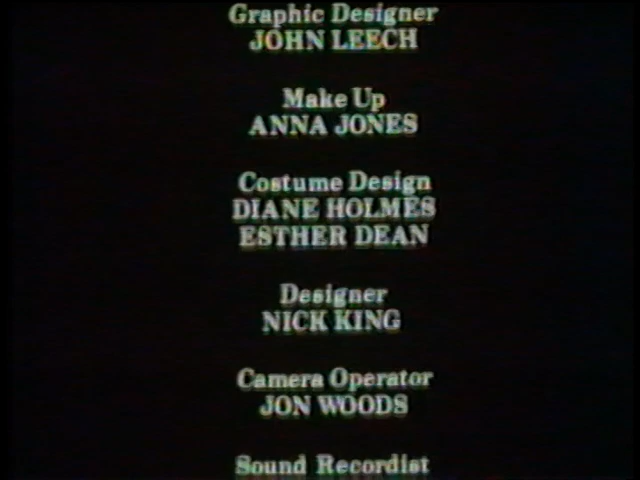 Graphic Designer
JOHN LEECH
Make Up
ANNA JONES
Costume Design
DIANE HOLMES
ESTHER DEAN
Designer
NICK KING
Camera Operator
JON WOODS
Sound Recordist